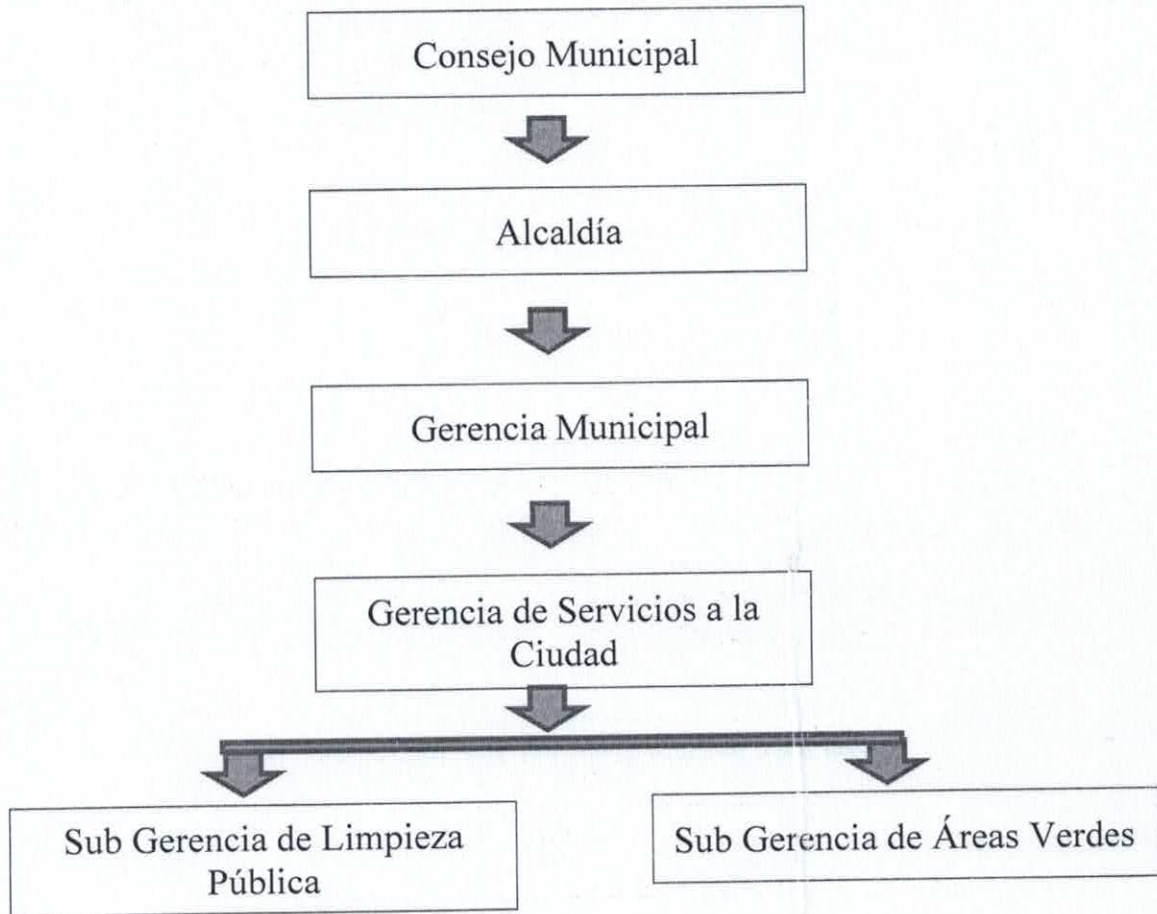 Consejo Municipal
Alcaldía
Gerencia Municipal
Gerencia de Servicios a la
Ciudad
Sub Gerencia de Limpieza
Pública
Sub Gerencia de Áreas Verdes